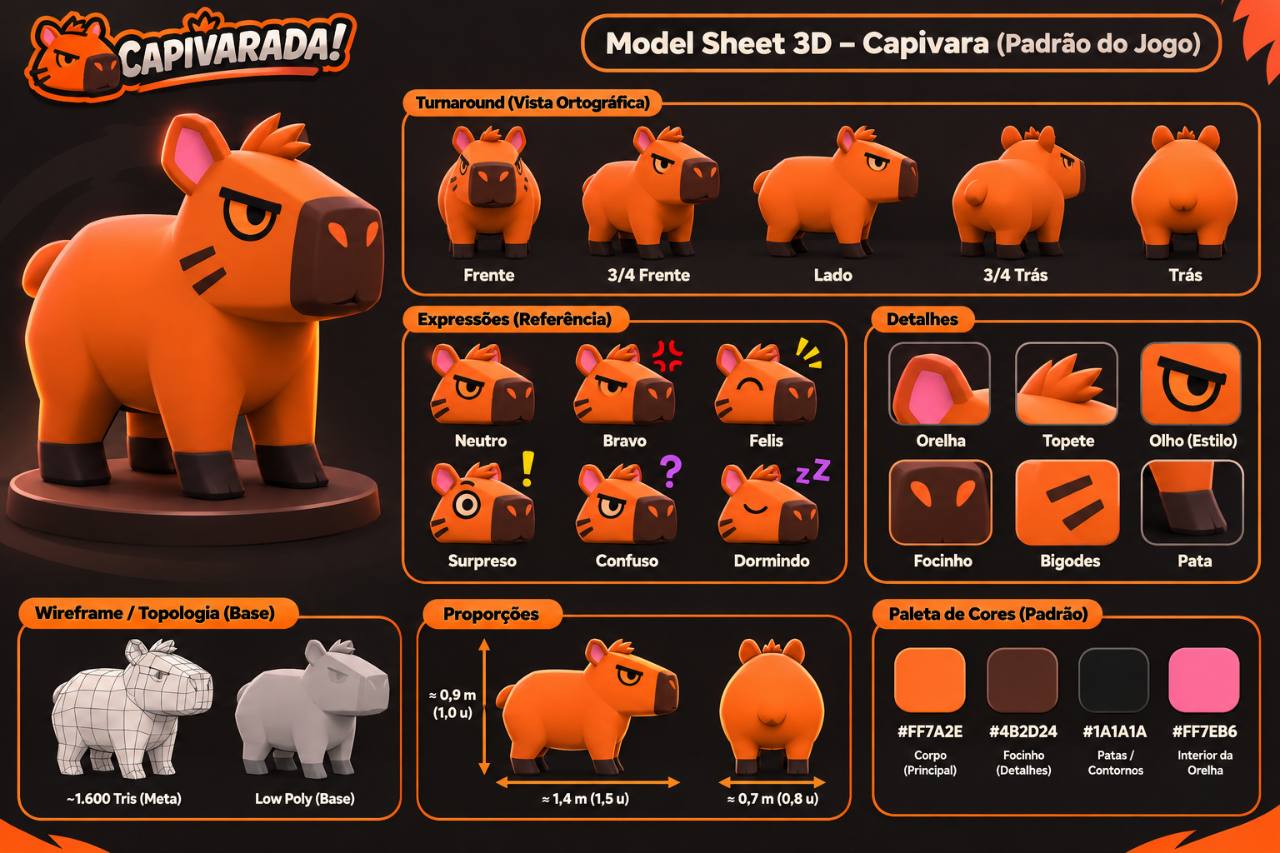 CAPIVARADA!
Model Sheet 3D – Capivara (Padrão do Jogo)
Turnaround (Vista Ortográfica)
Frente
3/4 Frente
Lado
3/4 Trás
Trás
Expressões (Referência)
Neutro
Bravo
Felis
!
?
zZ
Surpreso
Confuso
Dormindo
Detalhes
Orelha
Topete
Olho (Estilo)
Focinho
Bigodes
Pata
Wireframe / Topologia (Base)
~1.600 Tris (Meta)
Low Poly (Base)
Proporções
≈ 0,9 m
(1,0 u)
≈ 1,4 m (1,5 u)
≈ 0,7 m (0,8 u)
Paleta de Cores (Padrão)
#FF7A2E
#4B2D24
#1A1A1A
#FF7EB6
Corpo
(Principal)
Focinho
(Detalhes)
Patas /
Contornos
Interior da
Orelha